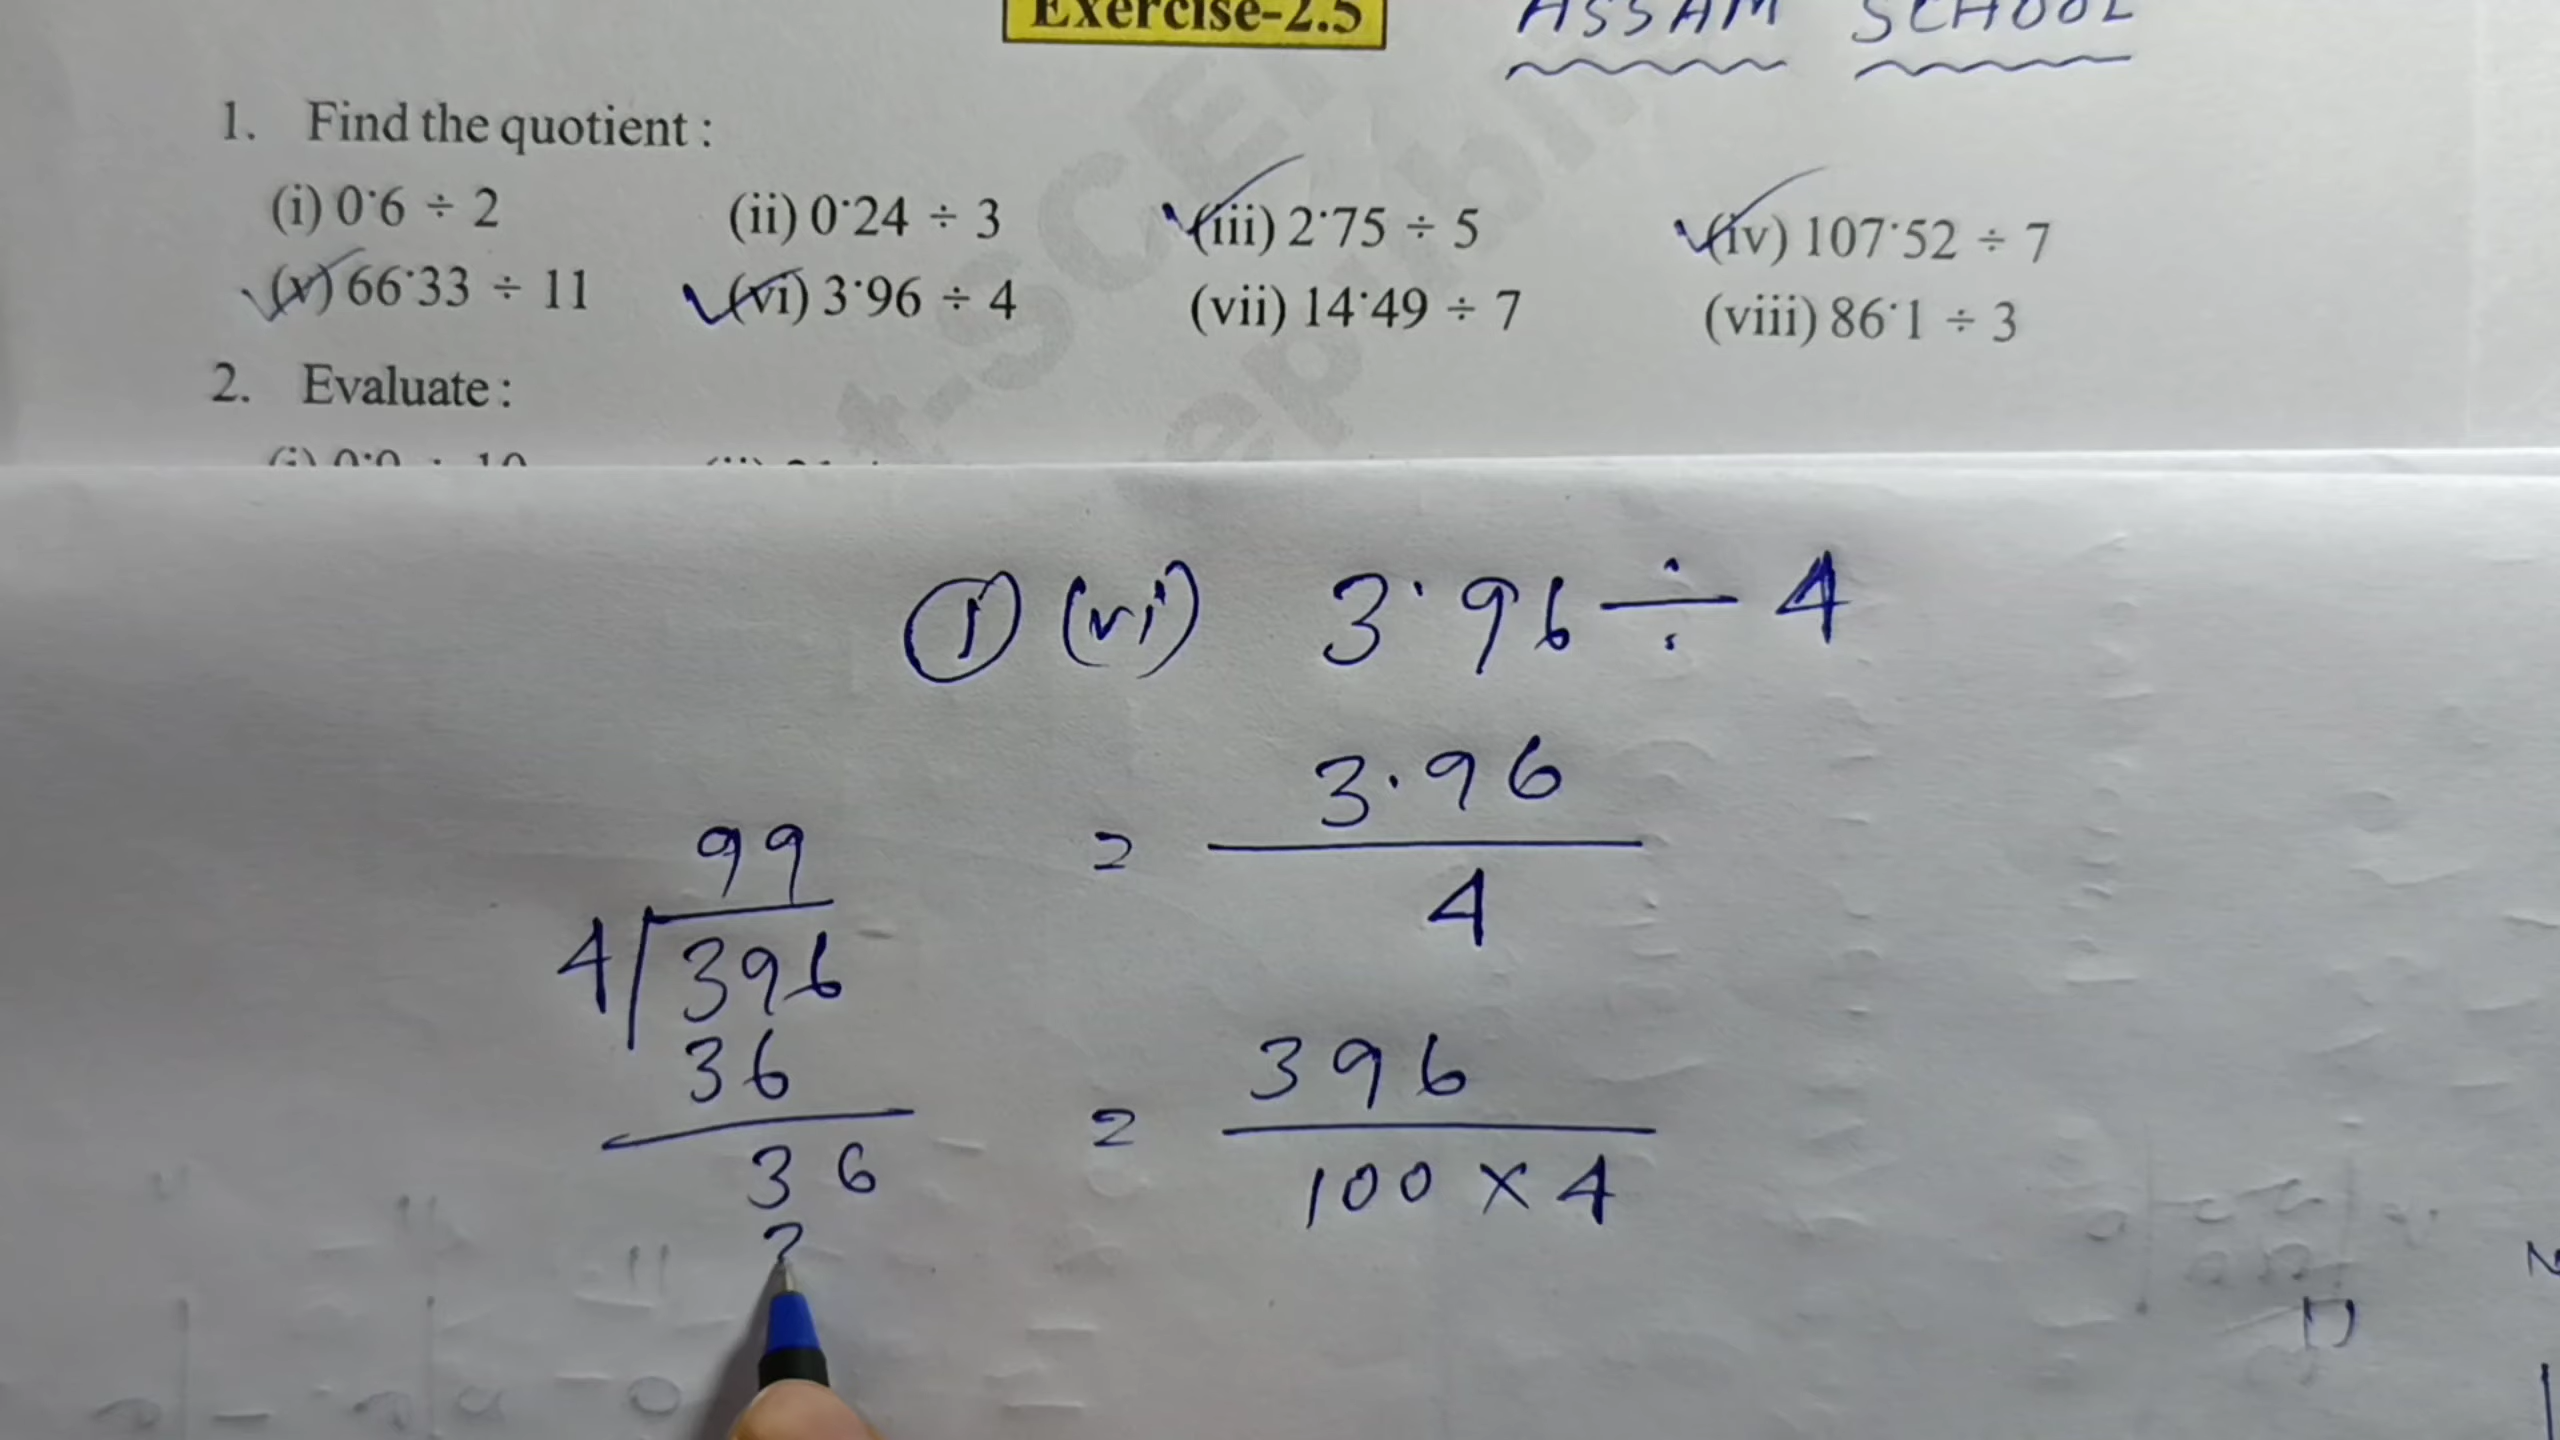 Exercise-2.5 ASSAM SCHOOL
1. Find the quotient :
(i) 0·6 ÷ 2 (ii) 0·24 ÷ 3 (iii) 2·75 ÷ 5 (iv) 107·52 ÷ 7
(v) 66·33 ÷ 11 (vi) 3·96 ÷ 4 (vii) 14·49 ÷ 7 (viii) 86·1 ÷ 3
2. Evaluate :
① (vi) 3·96 ÷ 4
= 3·96
4
= 396
100 × 4
99
4 396
36
36